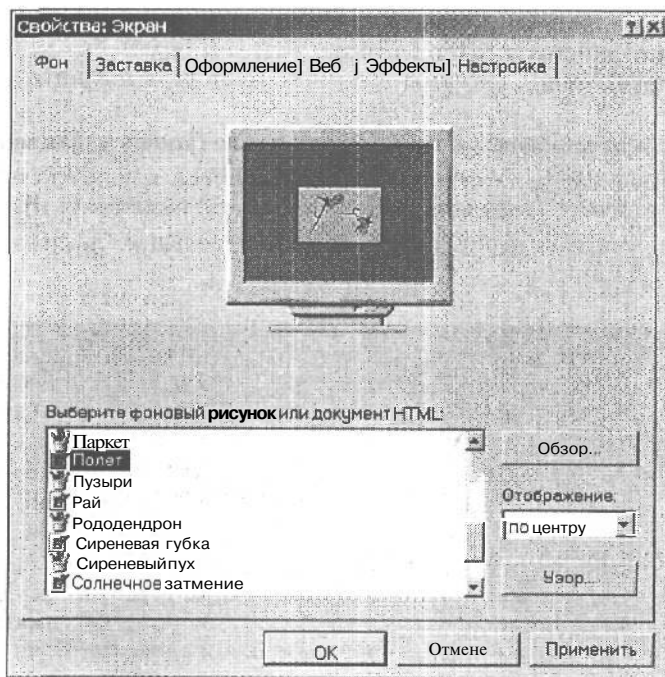 Свойства: Экран
Фон Заставка Оформление] Веб j Эффекты] Настройка
Выберите фоновый рисунок или документ HTML:
Паркет
Полет
Пузыри
Рай
Рододендрон
Сиреневая губка
Сиреневыйпух
Солнечное затмение
Обзор...
Отображение:
по центру
Узор...
OK Отмене Применить